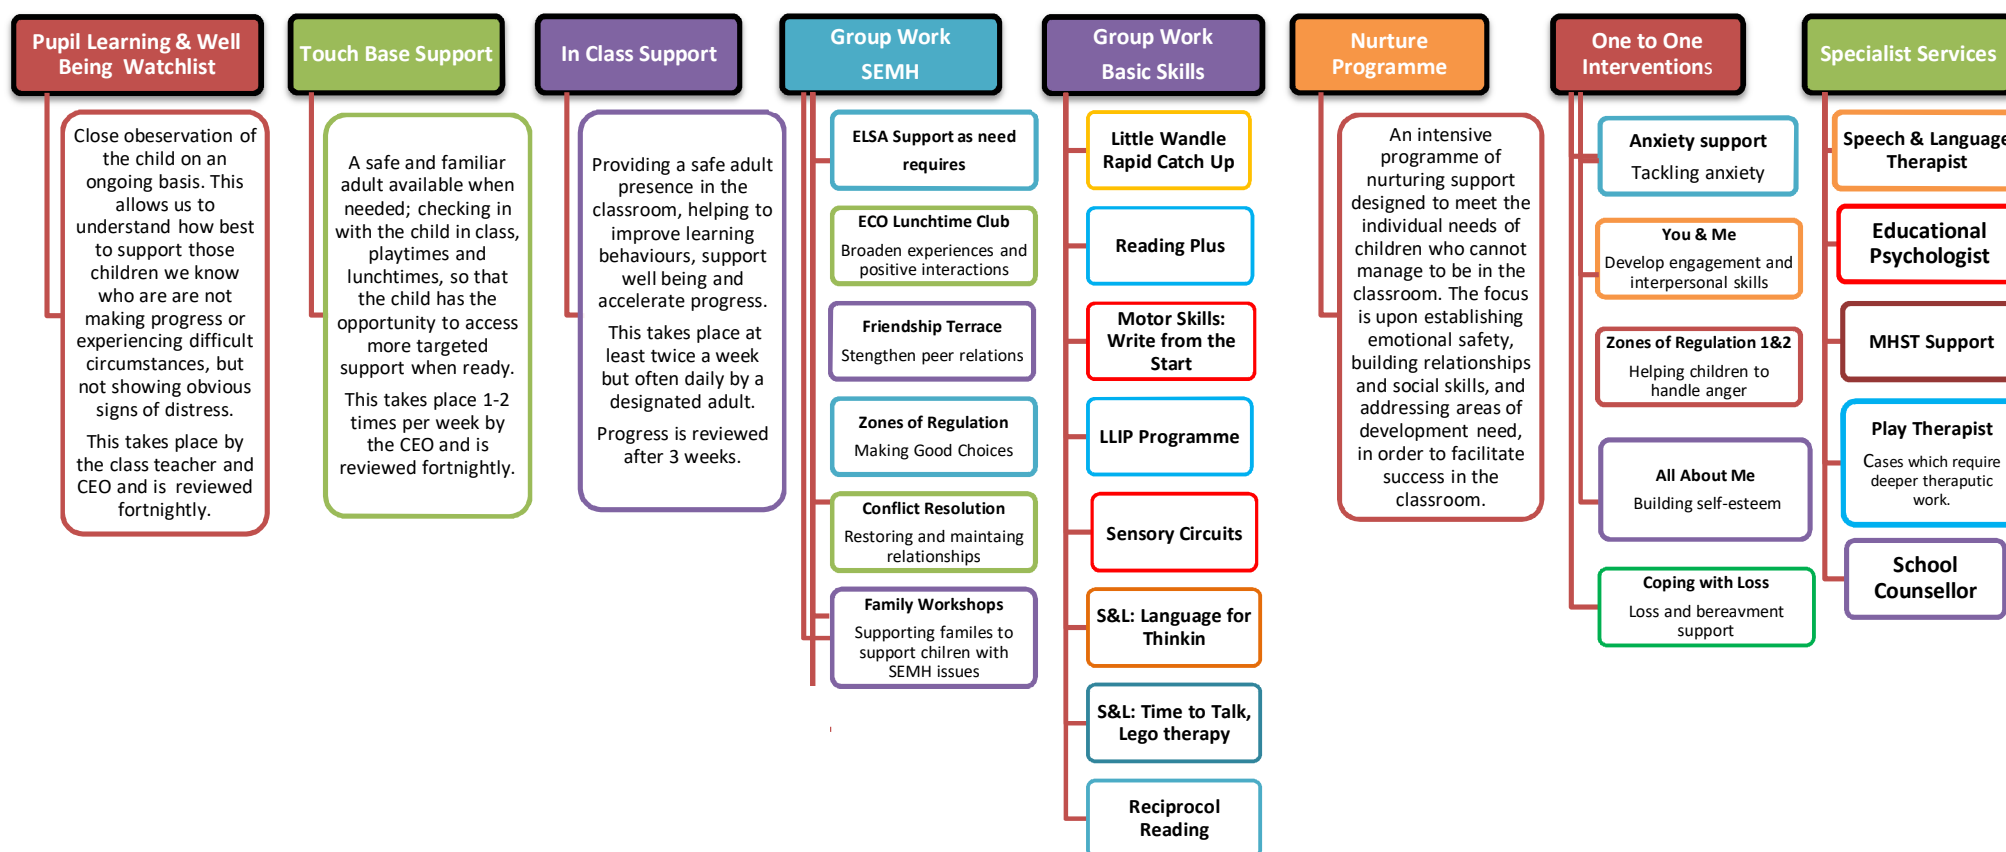 Pupil Learning & Well
Being Watchlist
Close obeservation of
the child on an
ongoing basis. This
allows us to
understand how best
to support those
children we know
who are are not
making progress or
experiencing difficult
circumstances, but
not showing obvious
signs of distress.
This takes place by
the class teacher and
CEO and is reviewed
fortnightly.
Touch Base Support
A safe and familiar
adult available when
needed; checking in
with the child in class,
playtimes and
lunchtimes, so that
the child has the
opportunity to access
more targeted
support when ready.
This takes place 1-2
times per week by
the CEO and is
reviewed fortnightly.
In Class Support
Providing a safe adult
presence in the
classroom, helping to
improve learning
behaviours, support
well being and
accelerate progress.
This takes place at
least twice a week
but often daily by a
designated adult.
Progress is reviewed
after 3 weeks.
Group Work
SEMH
ELSA Support as need
requires
ECO Lunchtime Club
Broaden experiences and
positive interactions
Friendship Terrace
Stengthen peer relations
Zones of Regulation
Making Good Choices
Conflict Resolution
Restoring and maintaing
relationships
Family Workshops
Supporting familes to
support chilren with
SEMH issues
Group Work
Basic Skills
Little Wandle
Rapid Catch Up
Reading Plus
Motor Skills:
Write from the
Start
LLIP Programme
Sensory Circuits
S&L: Language for
Thinkin
S&L: Time to Talk,
Lego therapy
Reciprocol
Reading
Nurture
Programme
An intensive
programme of
nurturing support
designed to meet the
individual needs of
children who cannot
manage to be in the
classroom. The focus
is upon establishing
emotional safety,
building relationships
and social skills, and
addressing areas of
development need,
in order to facilitate
success in the
classroom.
One to One
Interventions
Anxiety support
Tackling anxiety
You & Me
Develop engagement and
interpersonal skills
Zones of Regulation 1&2
Helping children to
handle anger
All About Me
Building self-esteem
Coping with Loss
Loss and bereavment
support
Specialist Services
Speech & Language
Therapist
Educational
Psychologist
MHST Support
Play Therapist
Cases which require
deeper theraputic
work.
School
Counsellor